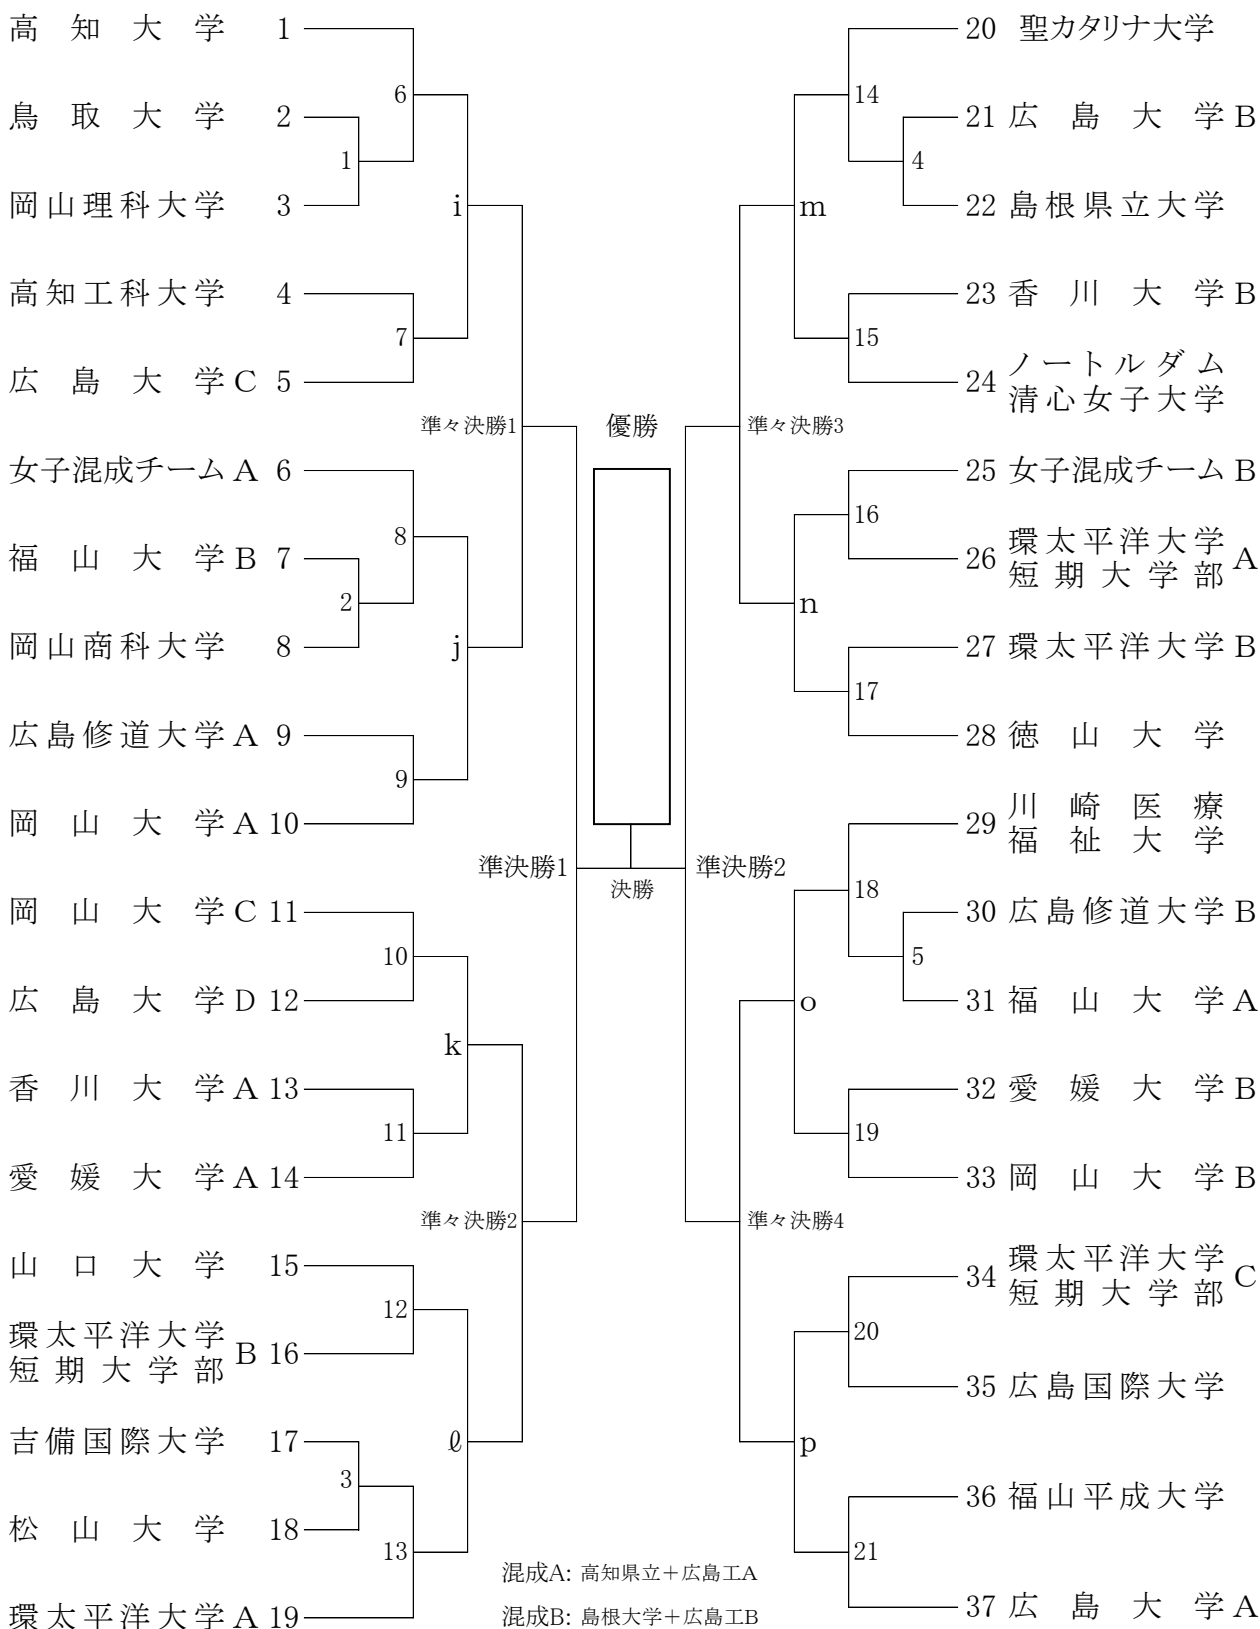 高知大学 1
6
鳥取大学 2
1
岡山理科大学 3
i
高知工科大学 4
7
広島大学C 5
準々決勝1
女子混成チームA 6
8
福山大学B 7
2
岡山商科大学 8
j
広島修道大学A 9
9
岡山大学A 10
準決勝1
岡山大学C 11
10
広島大学D 12
k
香川大学A 13
11
愛媛大学A 14
準々決勝2
山口大学 15
12
環太平洋大学
短期大学部 B 16
吉備国際大学 17
ℓ
3
松山大学 18
13
環太平洋大学A 19
優勝
決勝
混成A: 高知県立+広島工A
混成B: 島根大学+広島工B
20 聖カタリナ大学
14
21 広島大学B
4
22 島根県立大学
m
23 香川大学B
15
24 ノートルダム
清心女子大学
準々決勝3
25 女子混成チームB
16
26 環太平洋大学
短期大学部 A
n
27 環太平洋大学B
17
28 徳山大学
29 川崎医療
福祉大学
準決勝2
18
30 広島修道大学B
5
31 福山大学A
o
32 愛媛大学B
19
33 岡山大学B
準々決勝4
34 環太平洋大学
短期大学部 C
20
35 広島国際大学
p
36 福山平成大学
21
37 広島大学A